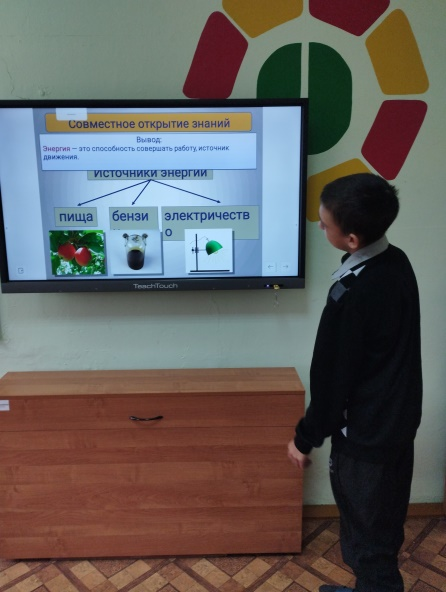 Совместное открытие знаний
Вывод:
Энергия — это способность совершать работу, источник
движения.
Источники энергии
пища
бензи
электричеств
о
TeachTouch